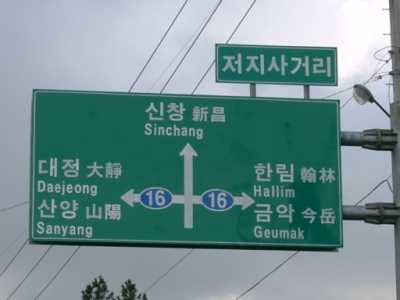 저지사거리
신창 新昌
Sinchang
대정 大靜
Daejeong
산양 山陽
Sanyang
16
16
한림 翰林
Hallim
금악 今岳
Geumak